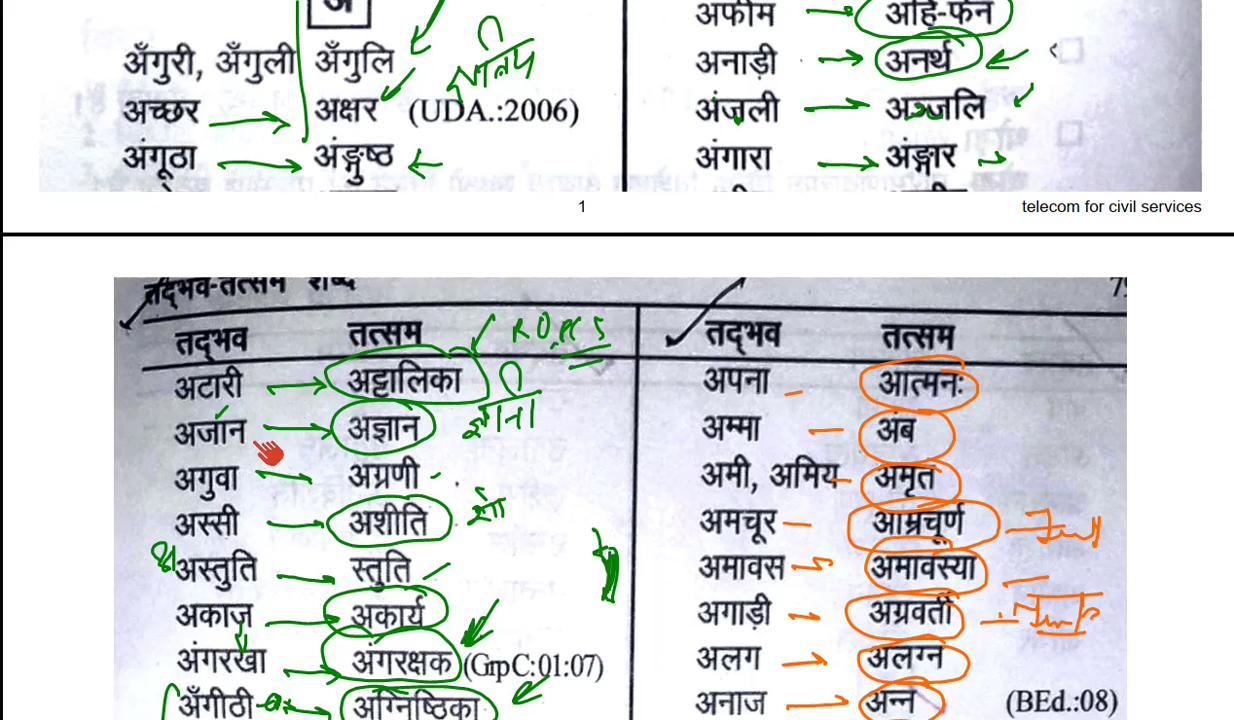 अ
अँगुरी, अँगुली अँगुलि
अच्छर अक्षर (UDA.:2006)
अंगूठा अंङ्गुष्ठ
अफीम अहि-फेन
अनाड़ी अनर्थ
अंजली अञ्जलि
अंगारा अंङ्गार
1
telecom for civil services
तद्भव-तत्सम शब्द
तद्भव तत्सम
अटारी अट्टालिका
अजान अज्ञान
अगुवा अग्रणी
अस्सी अशीति
अस्तुति स्तुति
अकाज़ अकार्य
अंगरखा अंगरक्षक (GrpC:01:07)
अँगीठी अग्निष्ठिका
तद्भव तत्सम
अपना आत्मनः
अम्मा अंब
अमी, अमिय अमृत
अमचूर आम्रचूर्ण
अमावस अमावस्या
अगाड़ी अग्रवर्ती
अलग अलग्न
अनाज अन्न (BEd.:08)